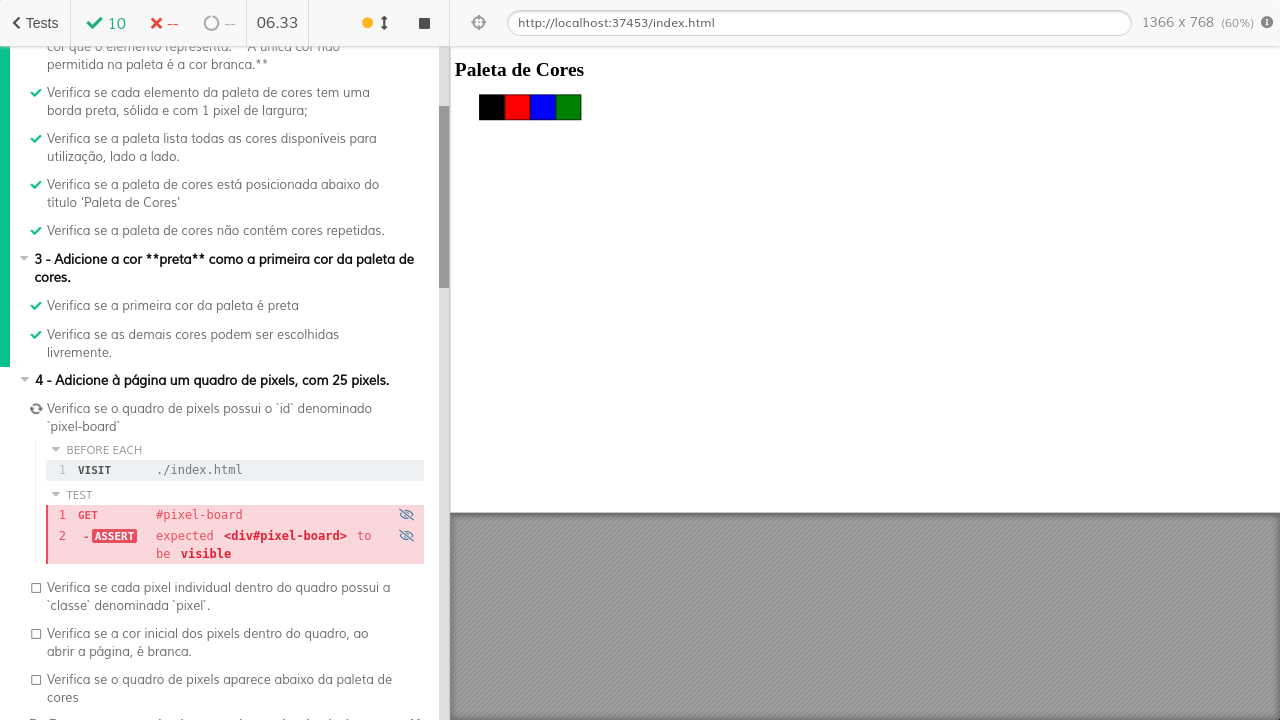 Tests
10
--
--
06.33
http://localhost:37453/index.html
1366 x 768 (60%)
cor que o elemento representa. **A única cor não
permitida na paleta é a cor branca.**
Verifica se cada elemento da paleta de cores tem uma
borda preta, sólida e com 1 pixel de largura;
Verifica se a paleta lista todas as cores disponíveis para
utilização, lado a lado.
Verifica se a paleta de cores está posicionada abaixo do
título 'Paleta de Cores'
Verifica se a paleta de cores não contém cores repetidas.
3 - Adicione a cor **preta** como a primeira cor da paleta de
cores.
Verifica se a primeira cor da paleta é preta
Verifica se as demais cores podem ser escolhidas
livremente.
4 - Adicione à página um quadro de pixels, com 25 pixels.
Verifica se o quadro de pixels possui o `id` denominado
`pixel-board`
BEFORE EACH
1 VISIT ./index.html
TEST
1 GET #pixel-board
2 -ASSERT expected <div#pixel-board> to
be visible
Verifica se cada pixel individual dentro do quadro possui a
`classe` denominada `pixel`.
Verifica se a cor inicial dos pixels dentro do quadro, ao
abrir a página, é branca.
Verifica se o quadro de pixels aparece abaixo da paleta de
cores
Paleta de Cores